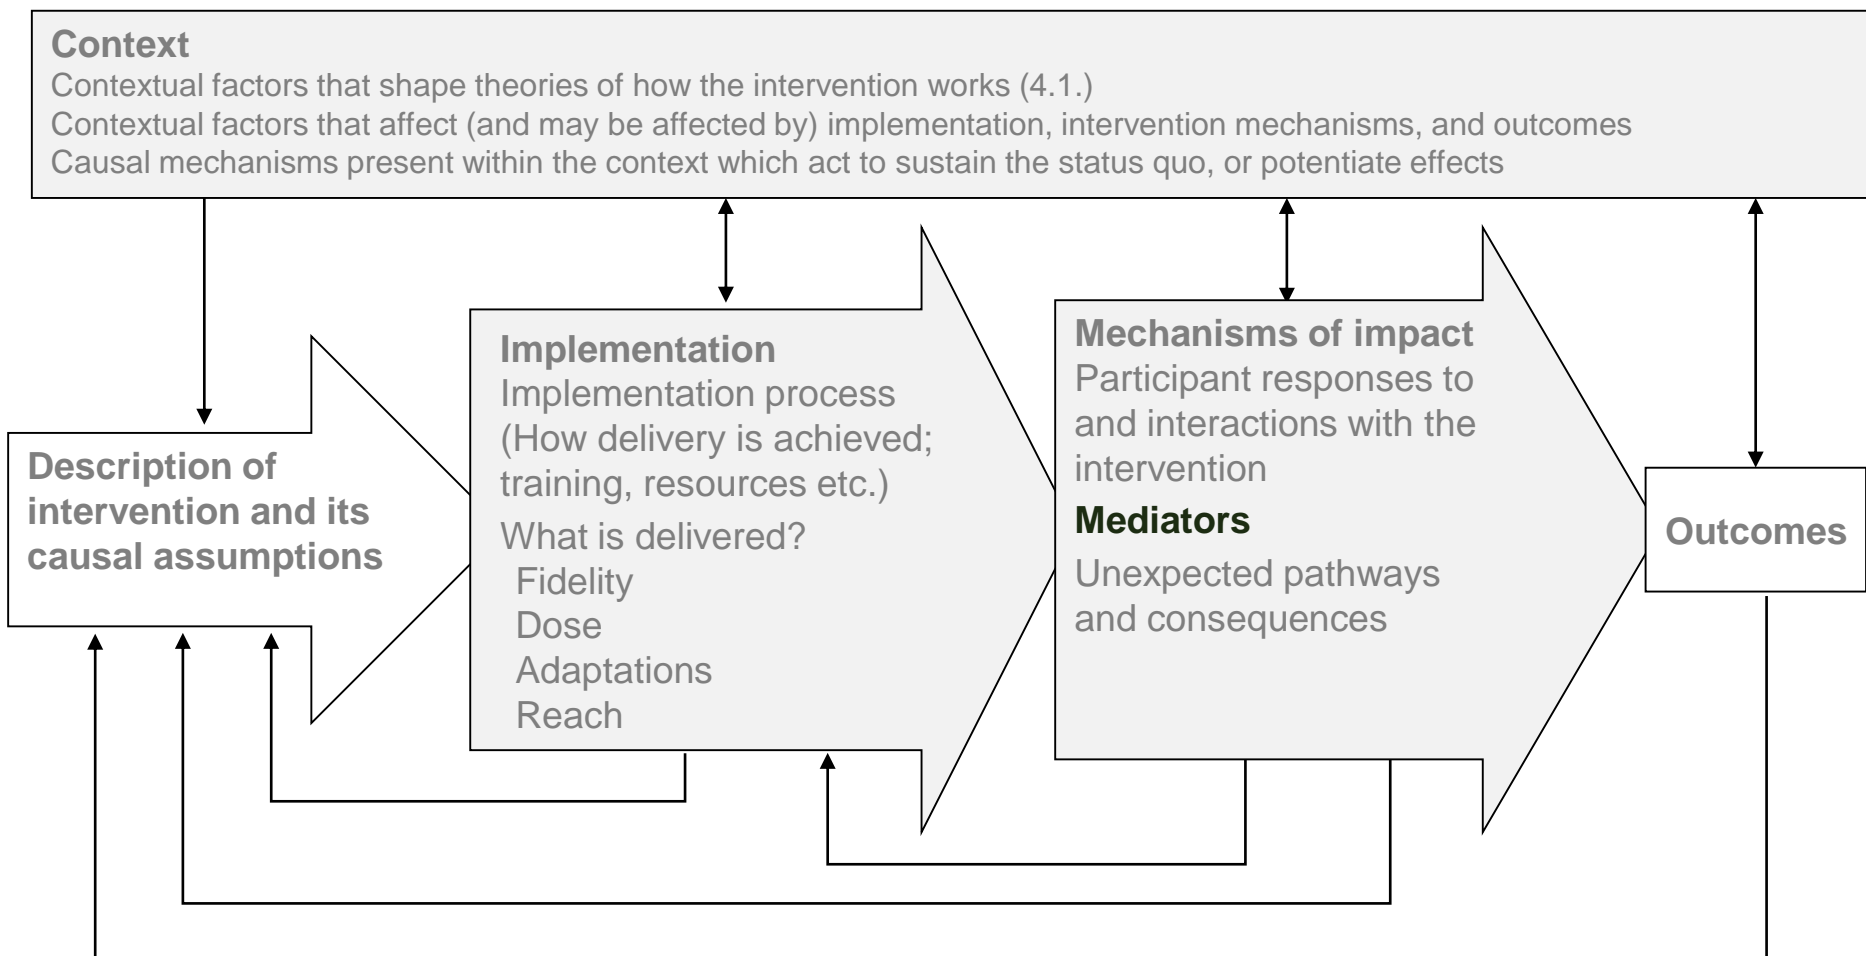 Context
Contextual factors that shape theories of how the intervention works (4.1.)
Contextual factors that affect (and may be affected by) implementation, intervention mechanisms, and outcomes
Causal mechanisms present within the context which act to sustain the status quo, or potentiate effects
Description of
intervention and its
causal assumptions
Implementation
Implementation process
(How delivery is achieved;
training, resources etc.)
What is delivered?
Fidelity
Dose
Adaptations
Reach
Mechanisms of impact
Participant responses to
and interactions with the
intervention
Mediators
Unexpected pathways
and consequences
Outcomes